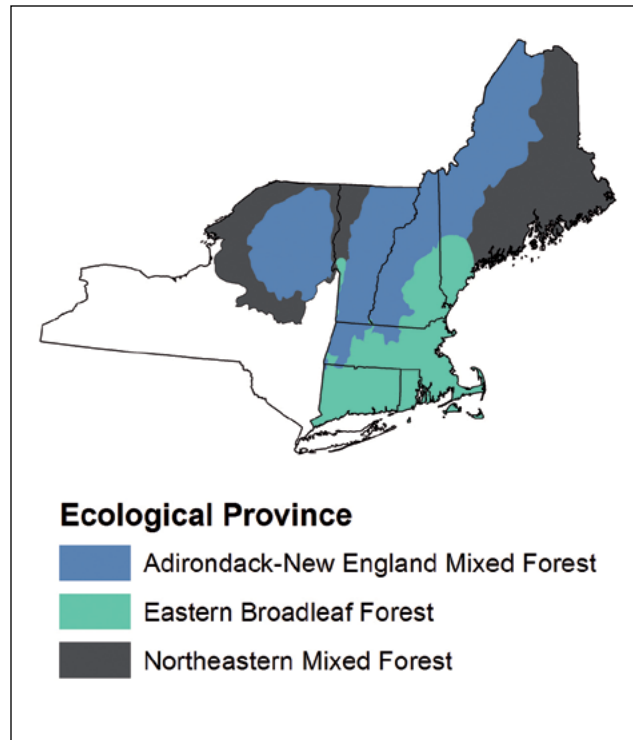 Ecological Province
Adirondack-New England Mixed Forest
Eastern Broadleaf Forest
Northeastern Mixed Forest